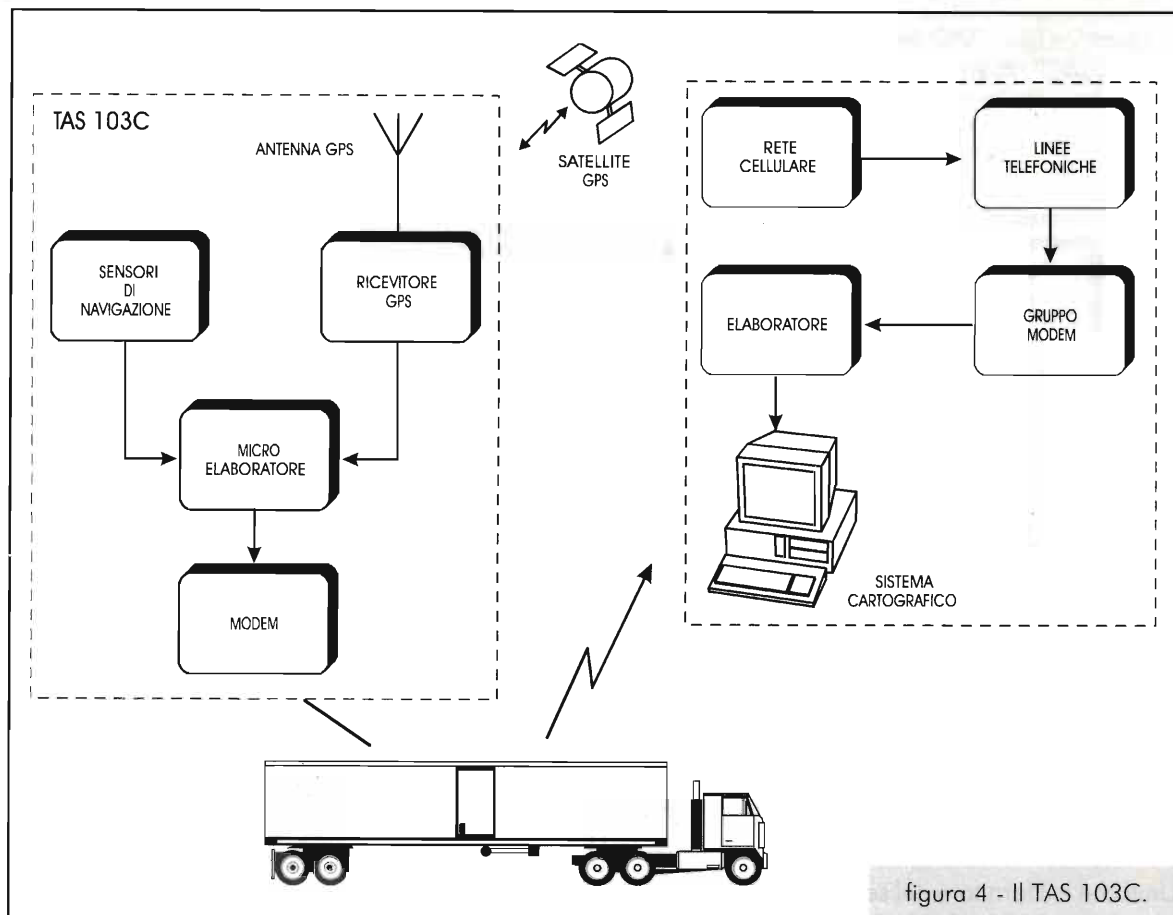 TAS 103C
ANTENNA GPS
SATELLITE
GPS
SENSORI
DI
NAVIGAZIONE
RICEVITORE
GPS
MICRO
ELABORATORE
MODEM
RETE
CELLULARE
LINEE
TELEFONICHE
ELABORATORE
GRUPPO
MODEM
SISTEMA
CARTOGRAFICO
figura 4 - Il TAS 103C.